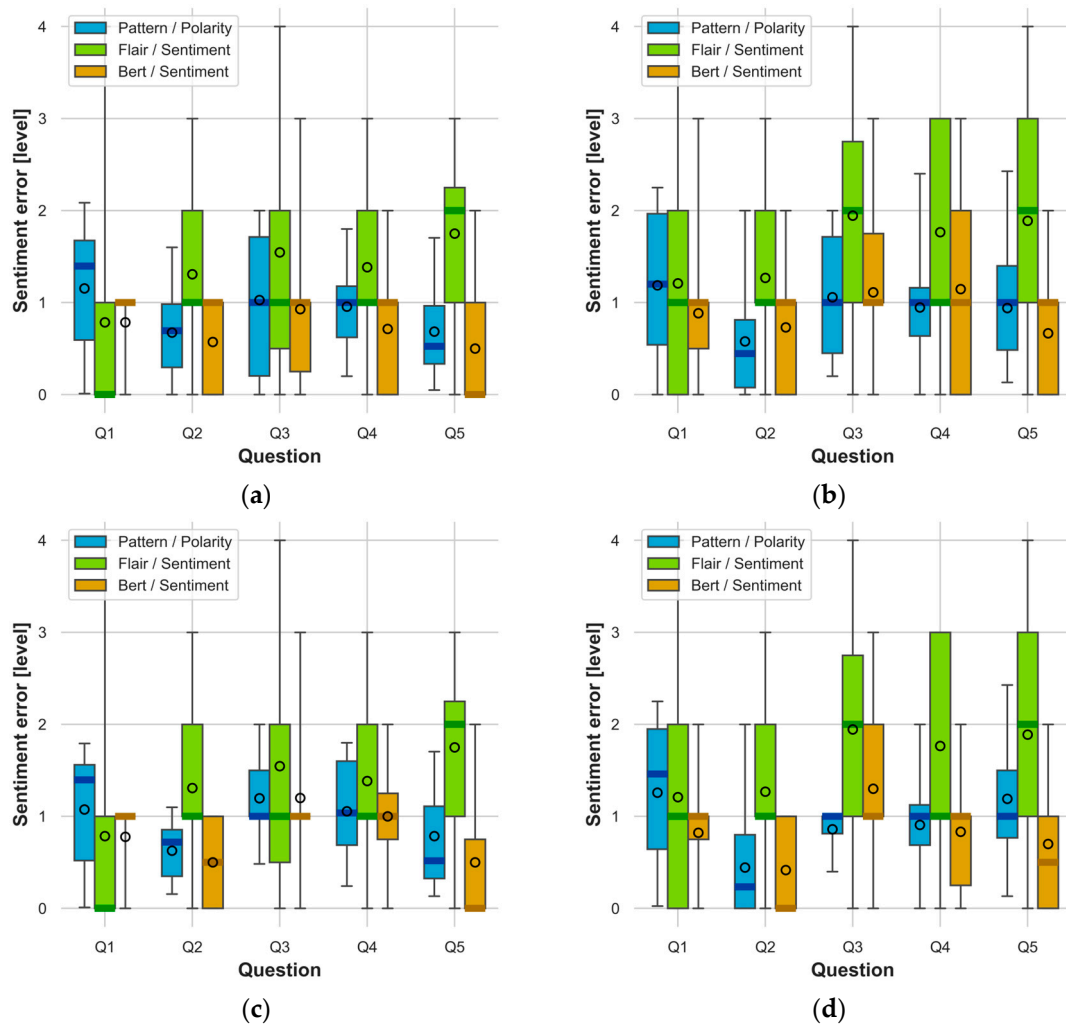 4
3
2
1
0
Sentiment error [level]
Pattern / Polarity
Flair / Sentiment
Bert / Sentiment
Q1 Q2 Q3 Q4 Q5
Question
(a)
4
3
2
1
0
Sentiment error [level]
Pattern / Polarity
Flair / Sentiment
Bert / Sentiment
Q1 Q2 Q3 Q4 Q5
Question
(b)
4
3
2
1
0
Sentiment error [level]
Pattern / Polarity
Flair / Sentiment
Bert / Sentiment
Q1 Q2 Q3 Q4 Q5
Question
(c)
4
3
2
1
0
Sentiment error [level]
Pattern / Polarity
Flair / Sentiment
Bert / Sentiment
Q1 Q2 Q3 Q4 Q5
Question
(d)